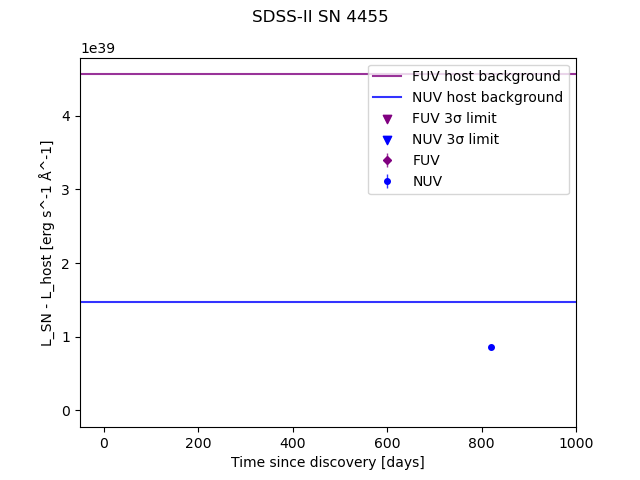 SDSS-II SN 4455
1e39
FUV host background
NUV host background
FUV 3σ limit
NUV 3σ limit
FUV
NUV
4
3
2
1
0
L_SN - L_host [erg s^-1 Å^-1]
0 200 400 600 800 1000
Time since discovery [days]